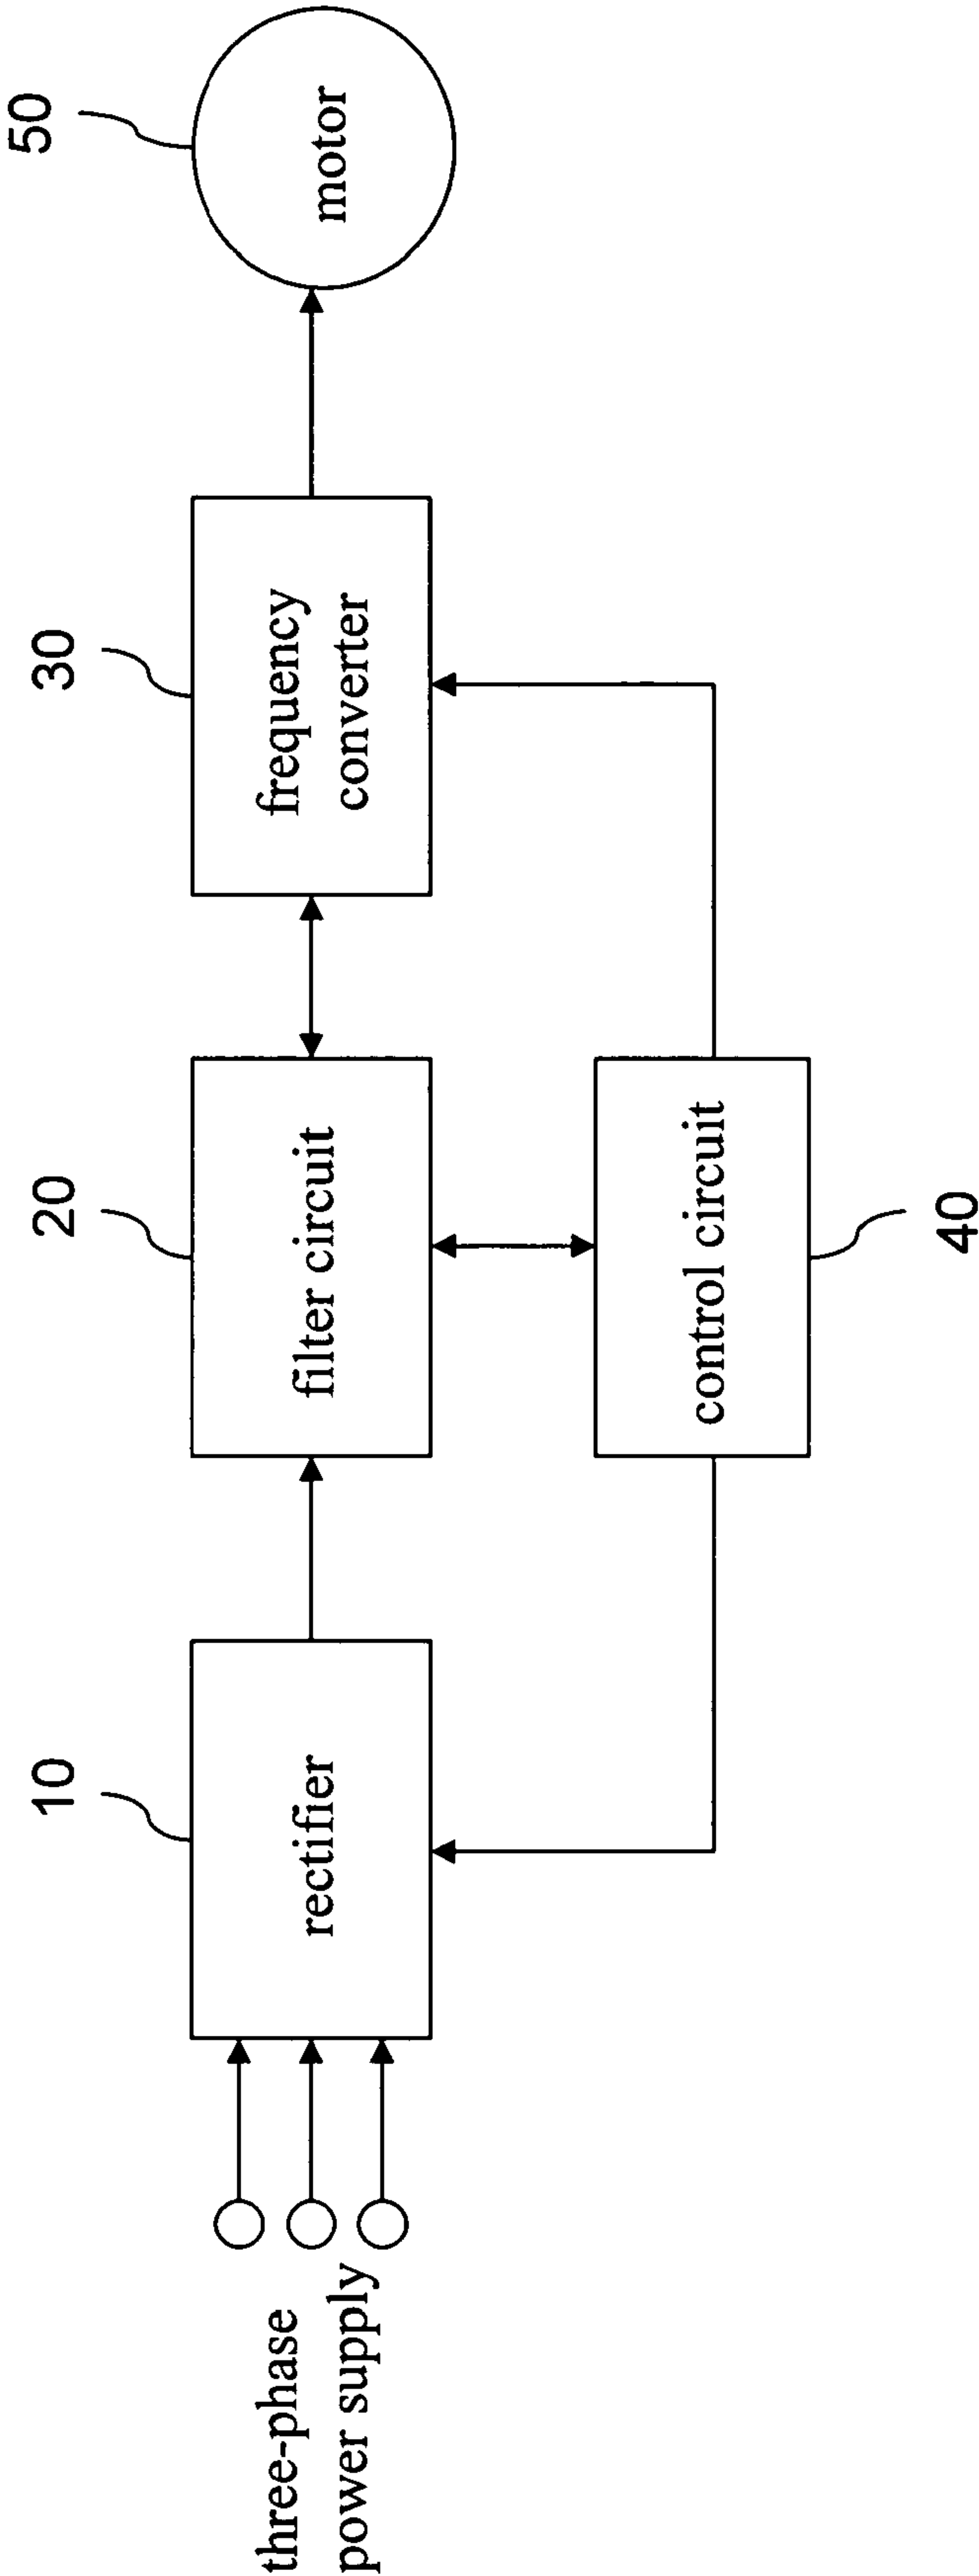 10
20
30
50
three-phase
power supply
rectifier
filter circuit
frequency
converter
motor
control circuit
40